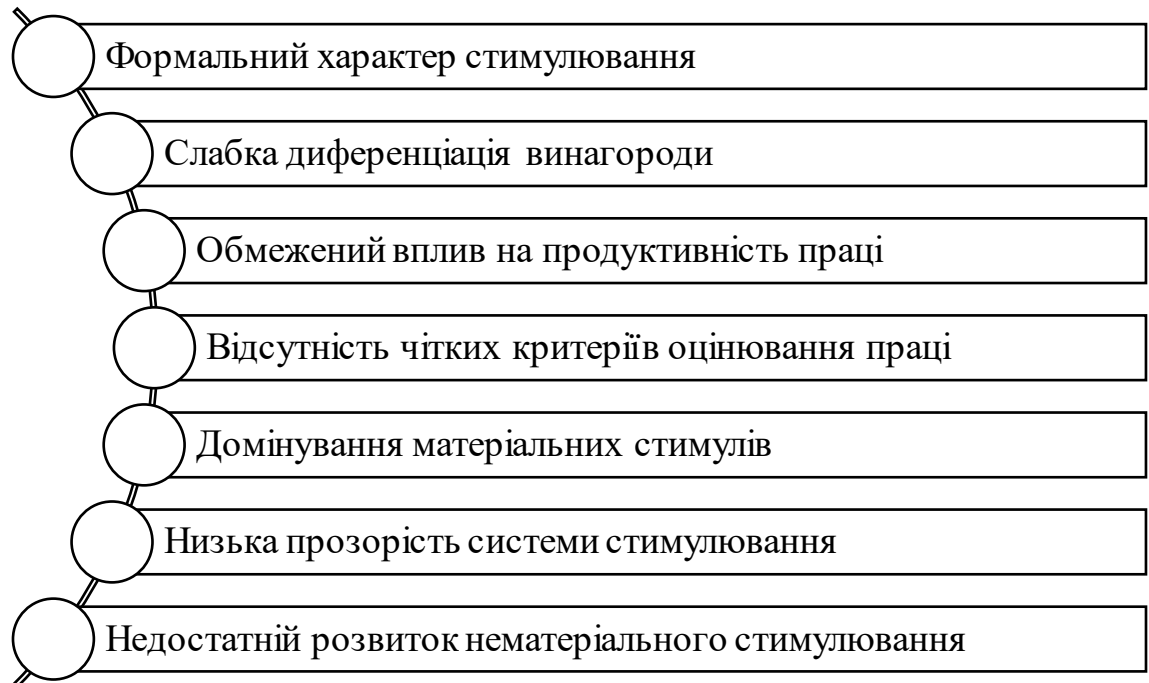 Формальний характер стимулювання
Слабка диференціація винагороди
Обмежений вплив на продуктивність праці
Відсутність чітких критеріїв оцінювання праці
Домінування матеріальних стимулів
Низька прозорість системи стимулювання
Недостатній розвиток нематеріального стимулювання